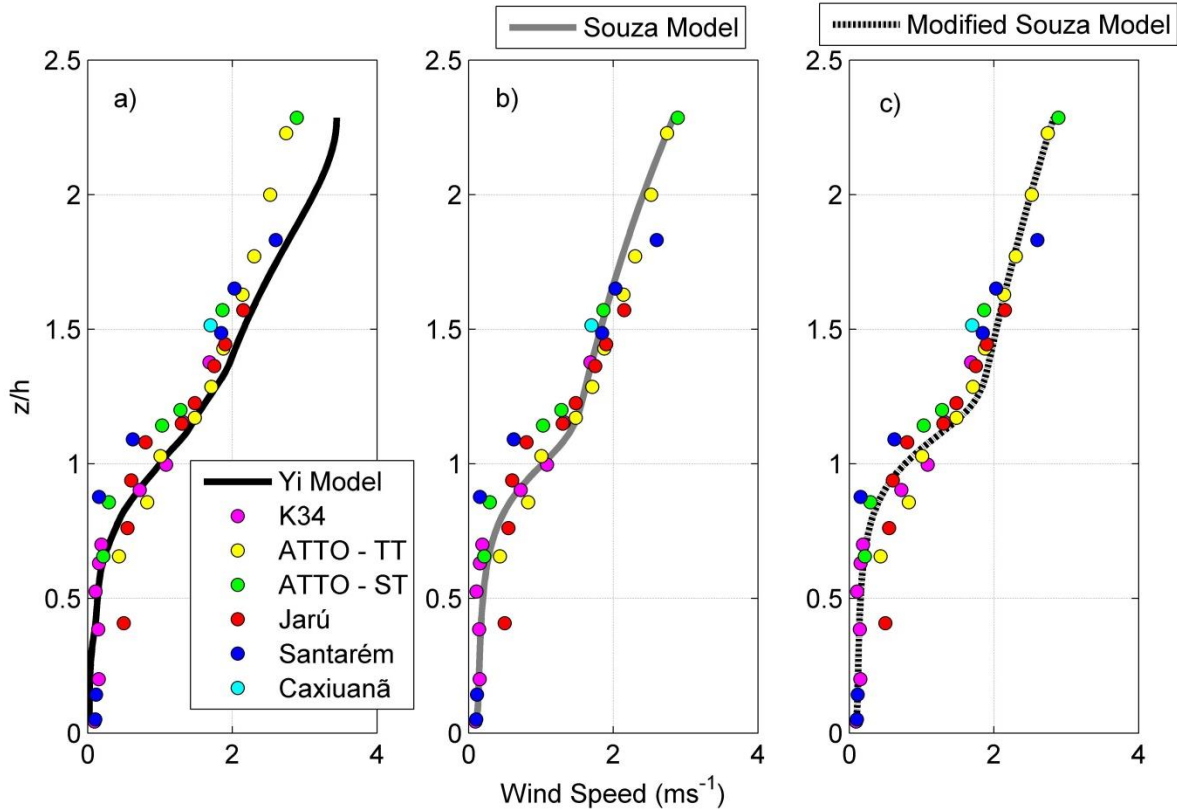 Souza Model
Modified Souza Model
a)
b)
c)
2.5
2
1.5
1
0.5
0
2.5
2
1.5
1
0.5
0
2.5
2
1.5
1
0.5
0
z/h
Yi Model
K34
ATTO - TT
ATTO - ST
Jarú
Santarém
Caxiuanã
0 2 4
0 2 4
0 2 4
Wind Speed (ms⁻¹)